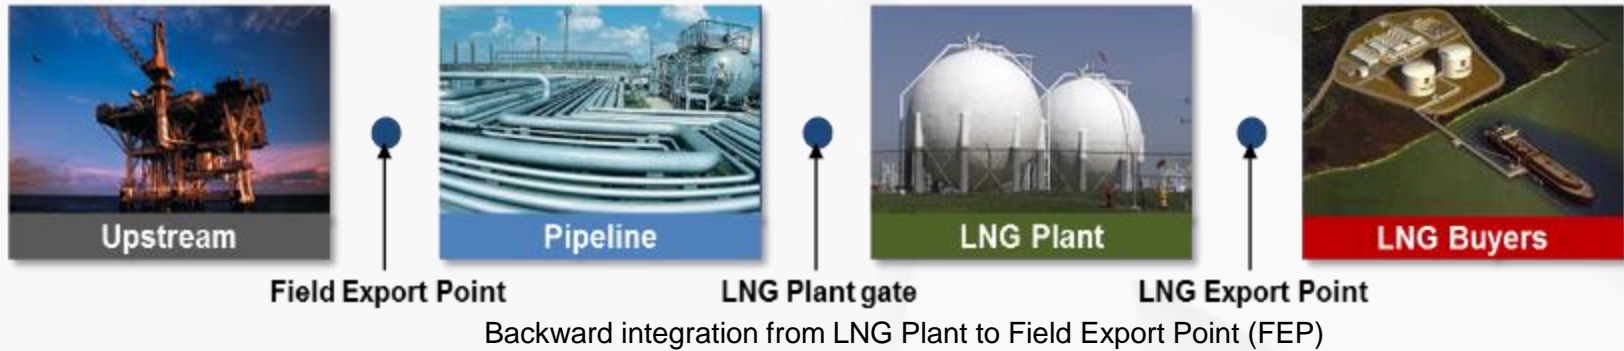 Upstream
Pipeline
LNG Plant
LNG Buyers
Field Export Point
LNG Plant gate
LNG Export Point
Backward integration from LNG Plant to Field Export Point (FEP)